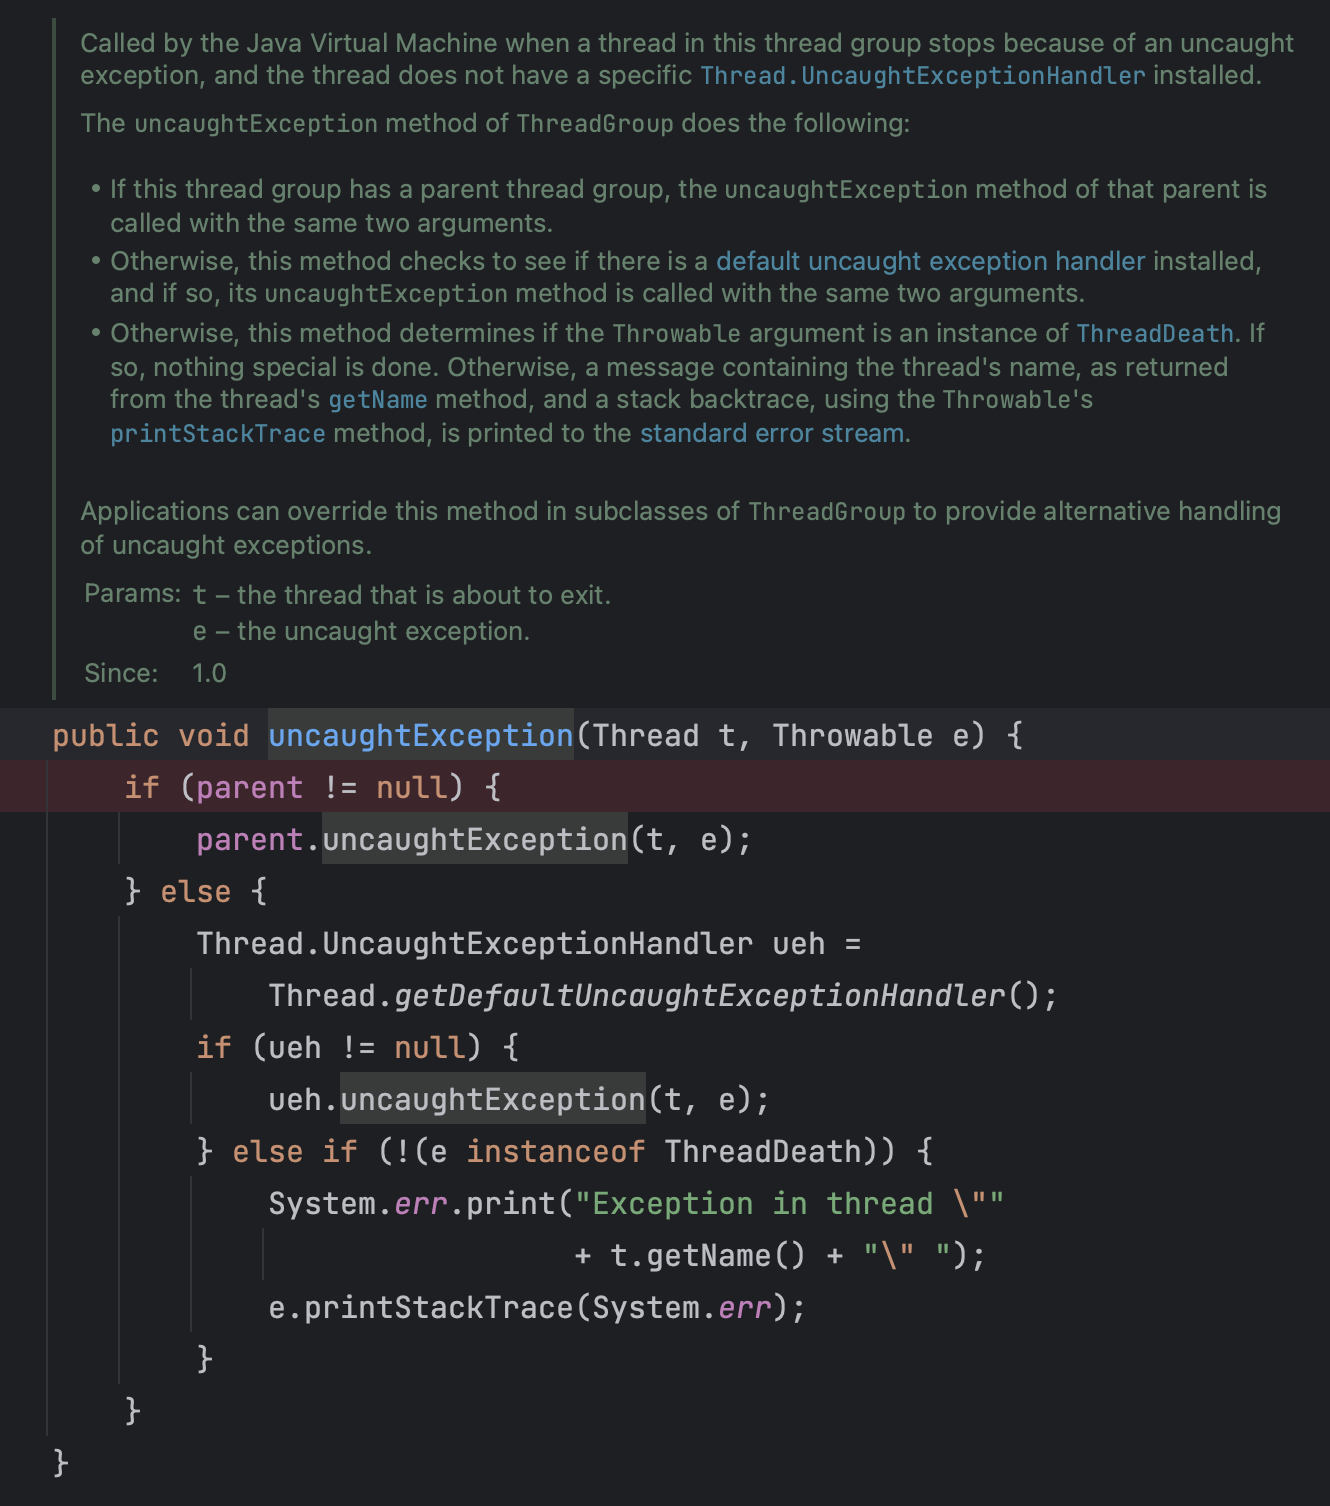 Called by the Java Virtual Machine when a thread in this thread group stops because of an uncaught
exception, and the thread does not have a specific Thread.UncaughtExceptionHandler installed.
The uncaughtException method of ThreadGroup does the following:
• If this thread group has a parent thread group, the uncaughtException method of that parent is
called with the same two arguments.
• Otherwise, this method checks to see if there is a default uncaught exception handler installed,
and if so, its uncaughtException method is called with the same two arguments.
• Otherwise, this method determines if the Throwable argument is an instance of ThreadDeath. If
so, nothing special is done. Otherwise, a message containing the thread's name, as returned
from the thread's getName method, and a stack backtrace, using the Throwable's
printStackTrace method, is printed to the standard error stream.
Applications can override this method in subclasses of ThreadGroup to provide alternative handling
of uncaught exceptions.
Params: t – the thread that is about to exit.
e – the uncaught exception.
Since: 1.0
public void uncaughtException(Thread t, Throwable e) {
    if (parent != null) {
        parent.uncaughtException(t, e);
    } else {
        Thread.UncaughtExceptionHandler ueh =
            Thread.getDefaultUncaughtExceptionHandler();
        if (ueh != null) {
            ueh.uncaughtException(t, e);
        } else if (!(e instanceof ThreadDeath)) {
            System.err.print("Exception in thread \""
                             + t.getName() + "\" ");
            e.printStackTrace(System.err);
        }
    }
}